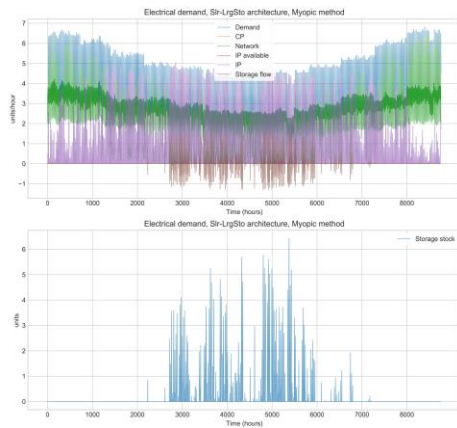 Electrical demand, Slr-LrgSto architecture, Myopic method
Demand
CP
Network
IP available
IP
Storage flow
units/hour
7
6
5
4
3
2
1
0
−1
0 1000 2000 3000 4000 5000 6000 7000 8000
Time (hours)
Electrical demand, Slr-LrgSto architecture, Myopic method
Storage stock
units
6
5
4
3
2
1
0
0 1000 2000 3000 4000 5000 6000 7000 8000
Time (hours)